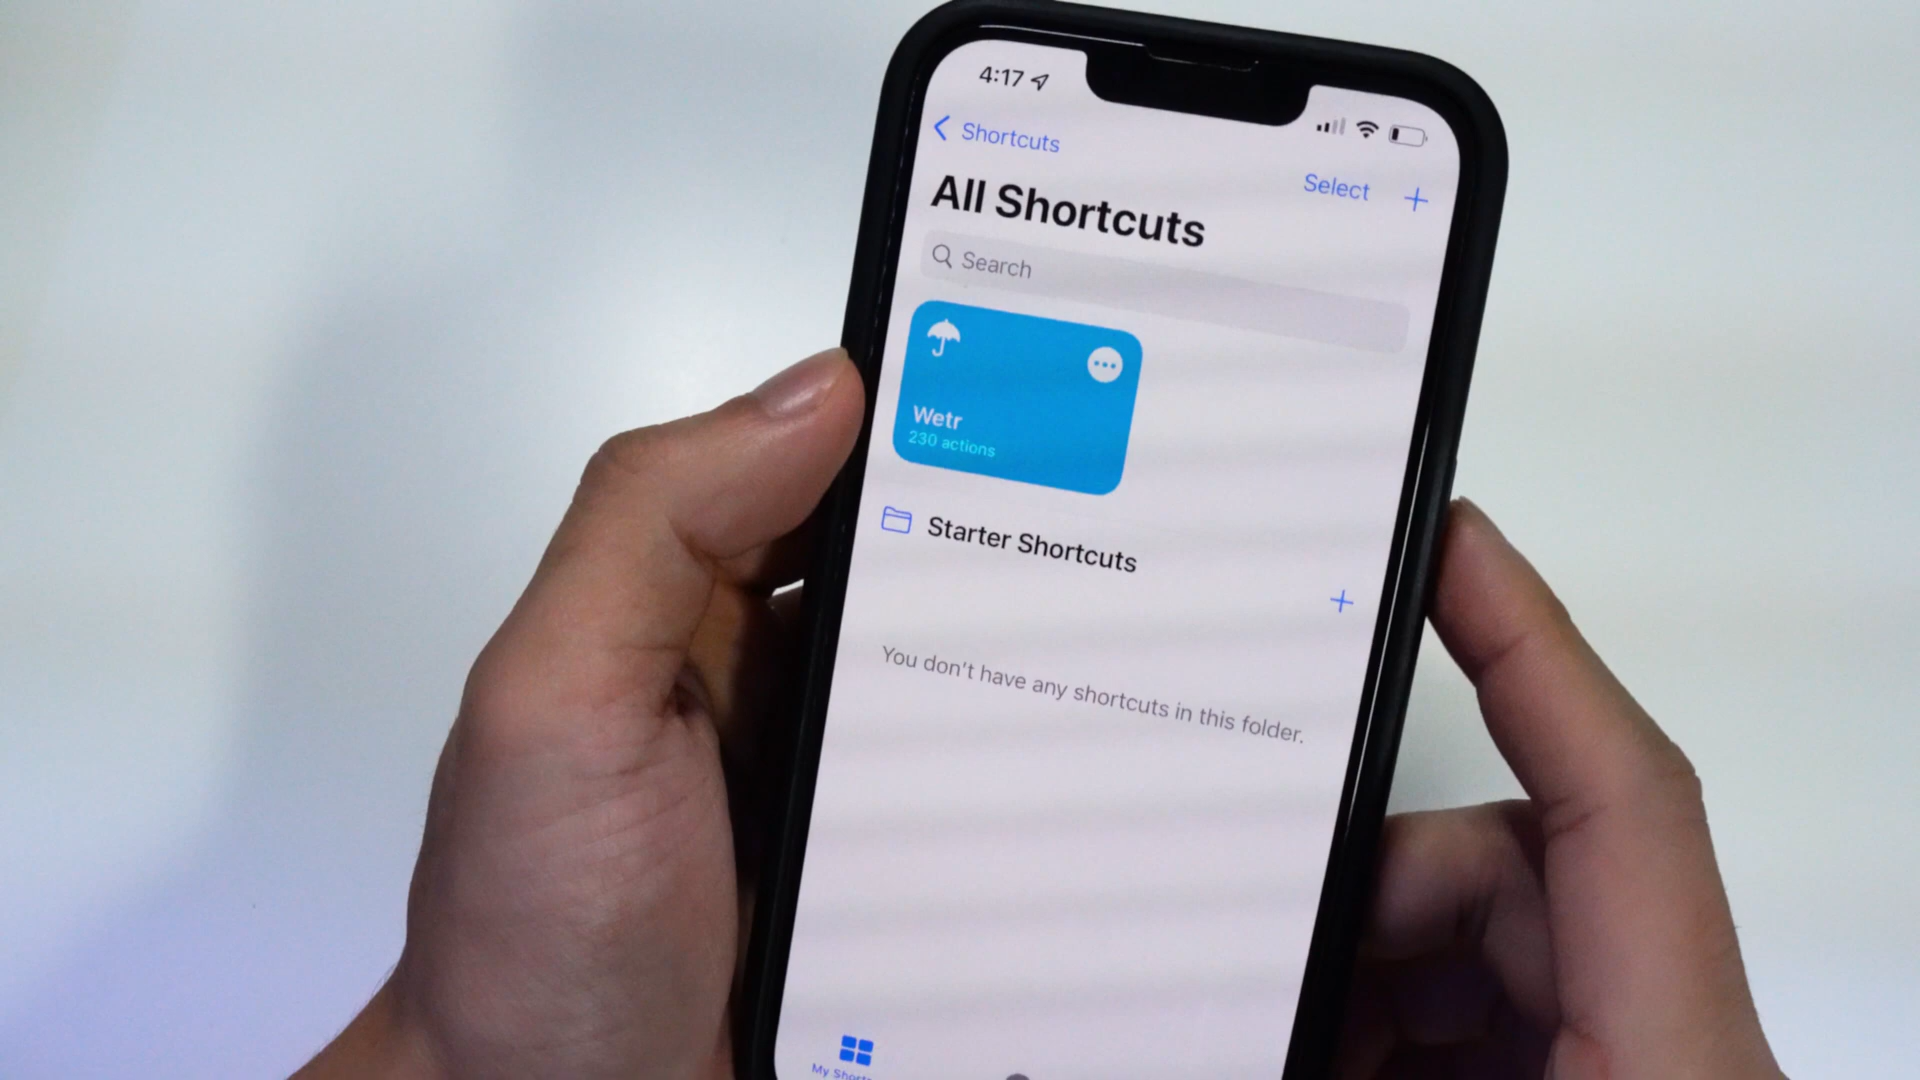 4:17
Shortcuts
Select
All Shortcuts
Search
Wetr
230 actions
Starter Shortcuts
You don't have any shortcuts in this folder.
My